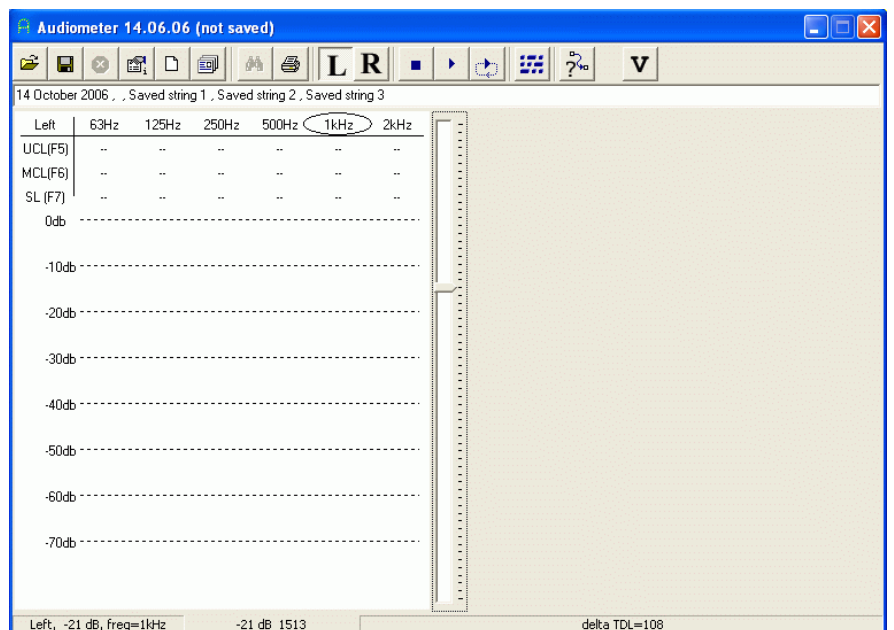 Audiometer 14.06.06 (not saved)
L R ? V
14 October 2006 , , Saved string 1 , Saved string 2 , Saved string 3
Left 63Hz 125Hz 250Hz 500Hz 1kHz 2kHz
UCL(F5) -- -- -- -- -- --
MCL(F6) -- -- -- -- -- --
SL (F7) -- -- -- -- -- --
0db
-10db
-20db
-30db
-40db
-50db
-60db
-70db
Left, -21 dB, freq=1kHz -21 dB 1513 delta TDL=108